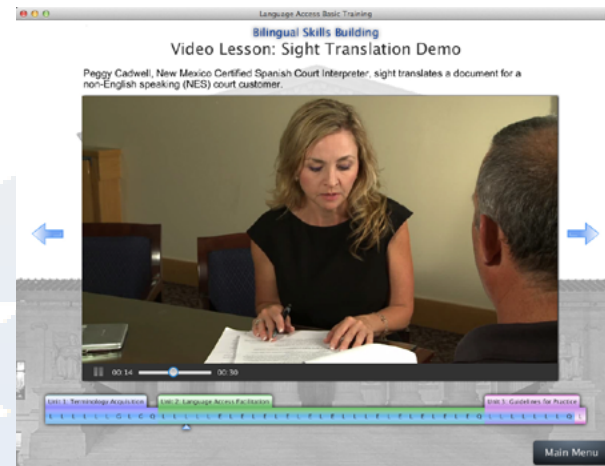 Language Access Basic Training
Bilingual Skills Building
Video Lesson: Sight Translation Demo
Peggy Cadwell, New Mexico Certified Spanish Court Interpreter, sight translates a document for a
non-English speaking (NES) court customer.
00:14 00:30
Unit 1: Terminology Acquisition Unit 2: Language Access Facilitation Unit 3: Guidelines for Practice
Main Menu